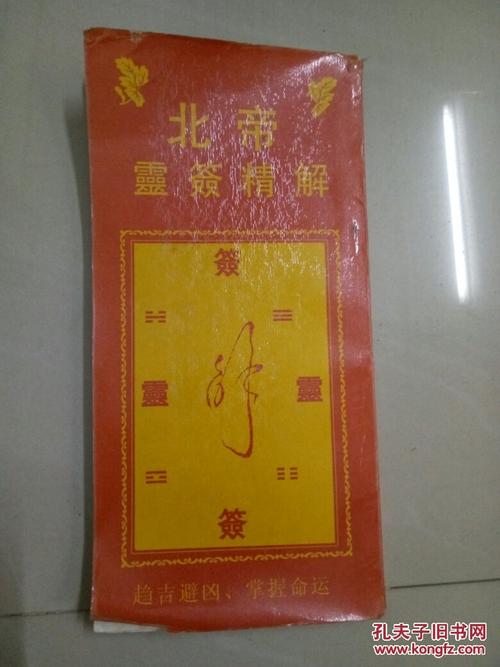 北帝
靈簽精解
簽
靈
靈
簽
趋吉避凶、掌握命运
孔夫子旧书网
kongfz.com